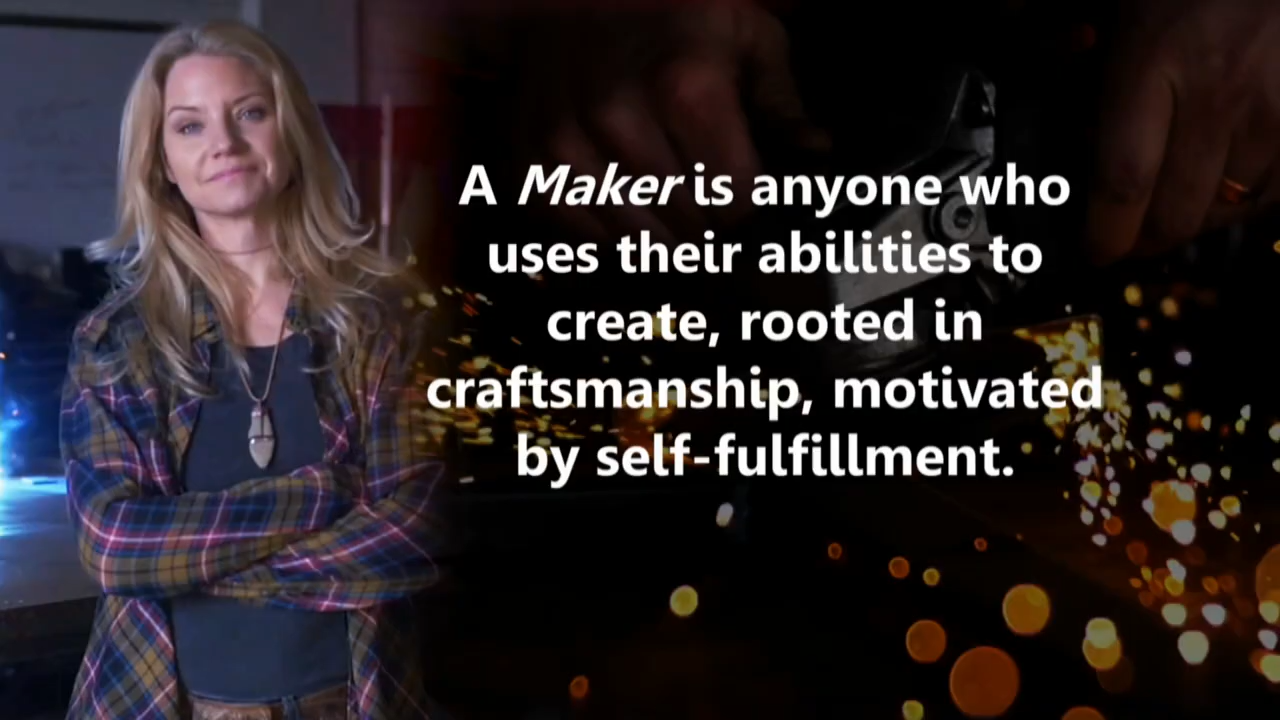 A Maker is anyone who
uses their abilities to
create, rooted in
craftsmanship, motivated
by self-fulfillment.